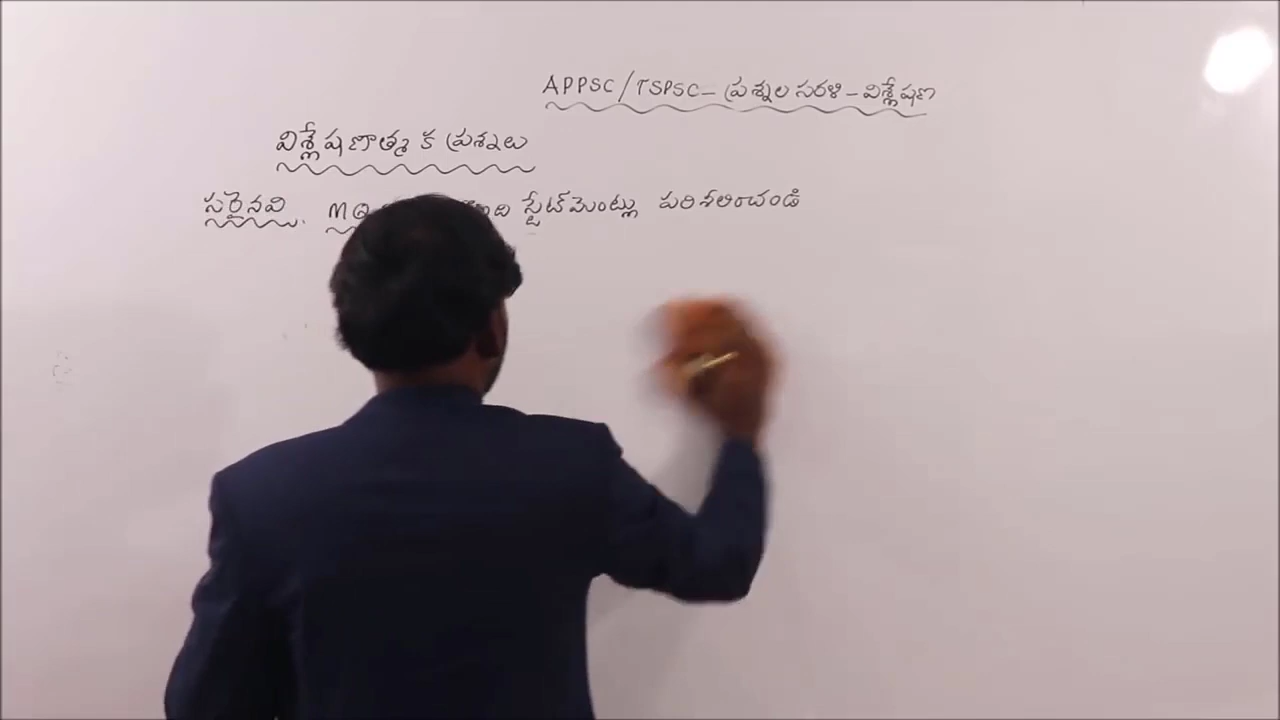 APPSC/TSPSC- ప్రశ్నల సరళి - విశ్లేషణ
విశ్లేషణాత్మక ప్రశ్నలు
సరైనవి. స్టేట్‌మెంట్లు పరిశీలించండి